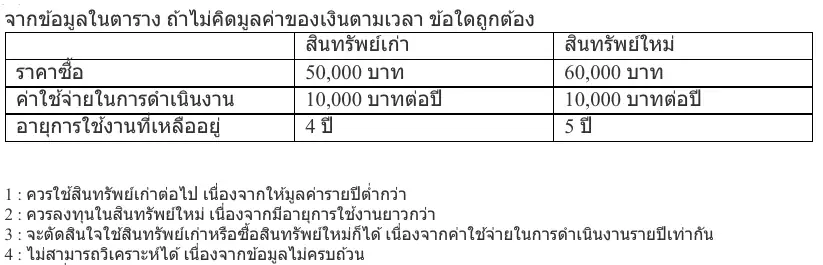 จากข้อมูลในตาราง ถ้าไม่คิดมูลค่าของเงินตามเวลา ข้อใดถูกต้อง
สินทรัพย์เก่า สินทรัพย์ใหม่
ราคาซื้อ 50,000 บาท 60,000 บาท
ค่าใช้จ่ายในการดำเนินงาน 10,000 บาทต่อปี 10,000 บาทต่อปี
อายุการใช้งานที่เหลืออยู่ 4 ปี 5 ปี
1 : ควรใช้สินทรัพย์เก่าต่อไป เนื่องจากให้มูลค่ารายปีต่ำกว่า
2 : ควรลงทุนในสินทรัพย์ใหม่ เนื่องจากมีอายุการใช้งานยาวกว่า
3 : จะตัดสินใจใช้สินทรัพย์เก่าหรือซื้อสินทรัพย์ใหม่ก็ได้ เนื่องจากค่าใช้จ่ายในการดำเนินงานรายปีเท่ากัน
4 : ไม่สามารถวิเคราะห์ได้ เนื่องจากข้อมูลไม่ครบถ้วน